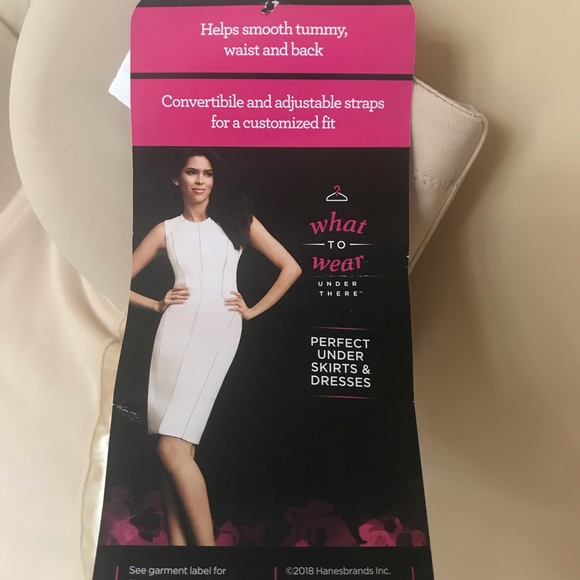 Helps smooth tummy,
waist and back
Convertibile and adjustable straps
for a customized fit
what
TO
wear
UNDER
THERE™
PERFECT
UNDER
SKIRTS &
DRESSES
See garment label for
©2018 Hanesbrands Inc.